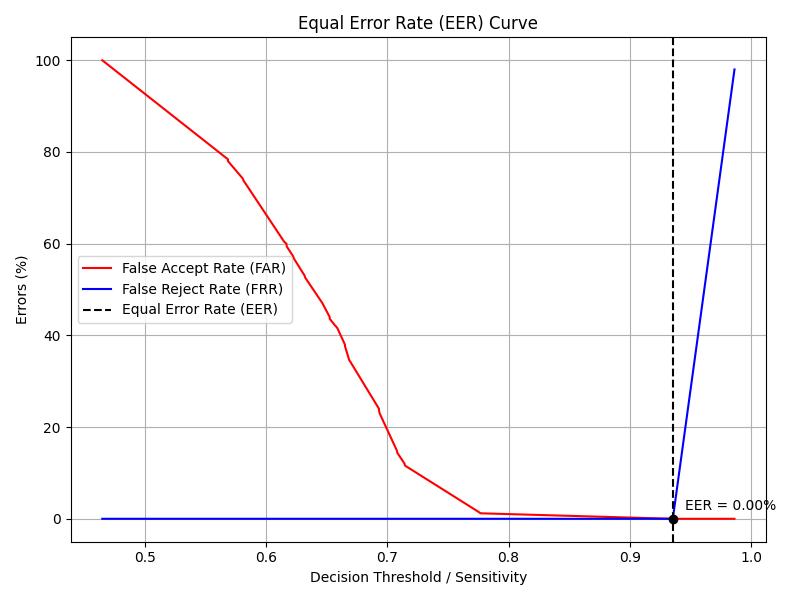 Equal Error Rate (EER) Curve
Errors (%)
100
80
60
40
20
0
False Accept Rate (FAR)
False Reject Rate (FRR)
Equal Error Rate (EER)
EER = 0.00%
0.5
0.6
0.7
0.8
0.9
1.0
Decision Threshold / Sensitivity